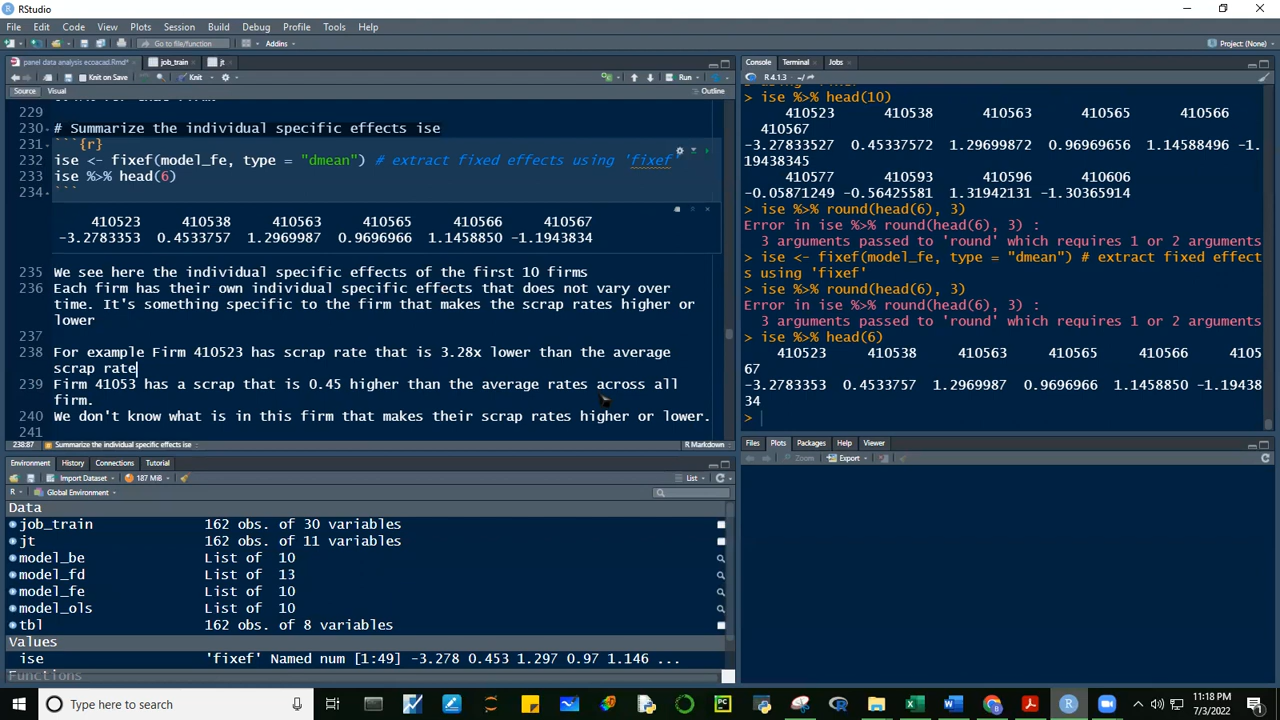 RStudio
File Edit Code View Plots Session Build Debug Profile Tools Help
Go to file/function Addins Project: (None)
panel data analysis ecoacad.Rmd* job_train jt
Knit on Save Knit Run
Source Visual Outline
229
230 # Summarize the individual specific effects ise
231 ```{r}
232 ise <- fixef(model_fe, type = "dmean") # extract fixed effects using 'fixef'
233 ise %>% head(6)
234 ```
410523 410538 410563 410565 410566 410567
-3.2783353 0.4533757 1.2969987 0.9696966 1.1458850 -1.1943834
235 We see here the individual specific effects of the first 10 firms
236 Each firm has their own individual specific effects that does not vary over
time. It's something specific to the firm that makes the scrap rates higher or
lower
237
238 For example Firm 410523 has scrap rate that is 3.28x lower than the average
scrap rate
239 Firm 41053 has a scrap that is 0.45 higher than the average rates across all
firm.
240 We don't know what is in this firm that makes their scrap rates higher or lower.
241
238:87 Summarize the individual specific effects ise R Markdown
Console Terminal Jobs
R 4.1.3 · ~/
> ise %>% head(10)
410523 410538 410563 410565 410566
410567
-3.27833527 0.45337572 1.29699872 0.96969656 1.14588496 -1.
19438345
410577 410593 410596 410606
-0.05871249 -0.56425581 1.31942131 -1.30365914
> ise %>% round(head(6), 3)
Error in ise %>% round(head(6), 3) :
3 arguments passed to 'round' which requires 1 or 2 arguments
> ise <- fixef(model_fe, type = "dmean") # extract fixed effect
s using 'fixef'
> ise %>% round(head(6), 3)
Error in ise %>% round(head(6), 3) :
3 arguments passed to 'round' which requires 1 or 2 arguments
> ise %>% head(6)
410523 410538 410563 410565 410566 4105
67
-3.2783353 0.4533757 1.2969987 0.9696966 1.1458850 -1.19438
34
>
Environment History Connections Tutorial
Import Dataset 187 MiB List
R Global Environment
Data
job_train 162 obs. of 30 variables
jt 162 obs. of 11 variables
model_be List of 10
model_fd List of 13
model_fe List of 10
model_ols List of 10
tbl 162 obs. of 8 variables
Values
ise 'fixef' Named num [1:49] -3.278 0.453 1.297 0.97 1.146 ...
Functions
Files Plots Packages Help Viewer
Zoom Export
Type here to search
11:18 PM
7/3/2022